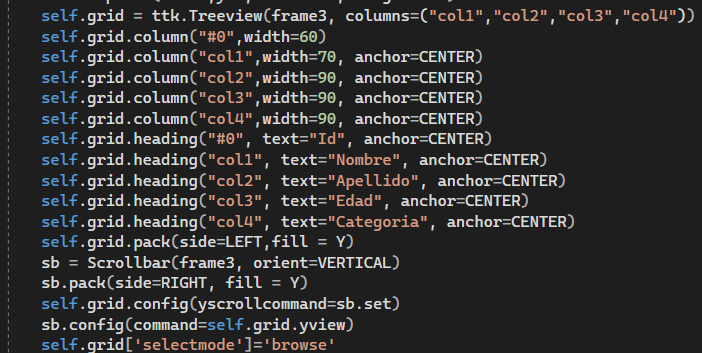 self.grid = ttk.Treeview(frame3, columns=("col1","col2","col3","col4"))
self.grid.column("#0",width=60)
self.grid.column("col1",width=70, anchor=CENTER)
self.grid.column("col2",width=90, anchor=CENTER)
self.grid.column("col3",width=90, anchor=CENTER)
self.grid.column("col4",width=90, anchor=CENTER)
self.grid.heading("#0", text="Id", anchor=CENTER)
self.grid.heading("col1", text="Nombre", anchor=CENTER)
self.grid.heading("col2", text="Apellido", anchor=CENTER)
self.grid.heading("col3", text="Edad", anchor=CENTER)
self.grid.heading("col4", text="Categoria", anchor=CENTER)
self.grid.pack(side=LEFT,fill = Y)
sb = Scrollbar(frame3, orient=VERTICAL)
sb.pack(side=RIGHT, fill = Y)
self.grid.config(yscrollcommand=sb.set)
sb.config(command=self.grid.yview)
self.grid['selectmode']='browse'